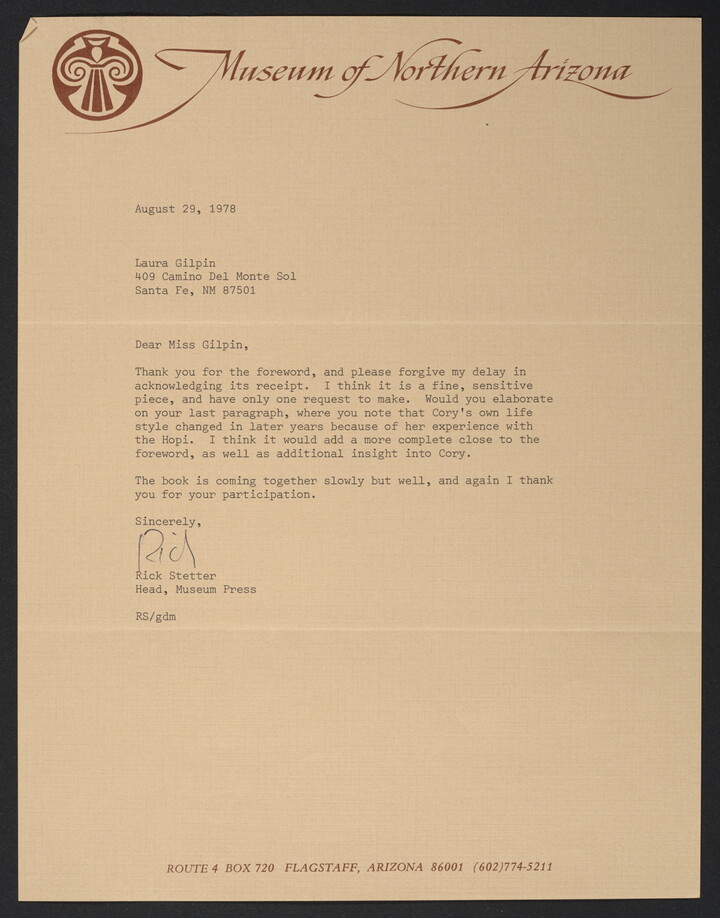 Museum of Northern Arizona
August 29, 1978
Laura Gilpin
409 Camino Del Monte Sol
Santa Fe, NM 87501
Dear Miss Gilpin,
Thank you for the foreword, and please forgive my delay in
acknowledging its receipt. I think it is a fine, sensitive
piece, and have only one request to make. Would you elaborate
on your last paragraph, where you note that Cory's own life
style changed in later years because of her experience with
the Hopi. I think it would add a more complete close to the
foreword, as well as additional insight into Cory.
The book is coming together slowly but well, and again I thank
you for your participation.
Sincerely,
Rick
Rick Stetter
Head, Museum Press
RS/gdm
ROUTE 4 BOX 720 FLAGSTAFF, ARIZONA 86001 (602)774-5211